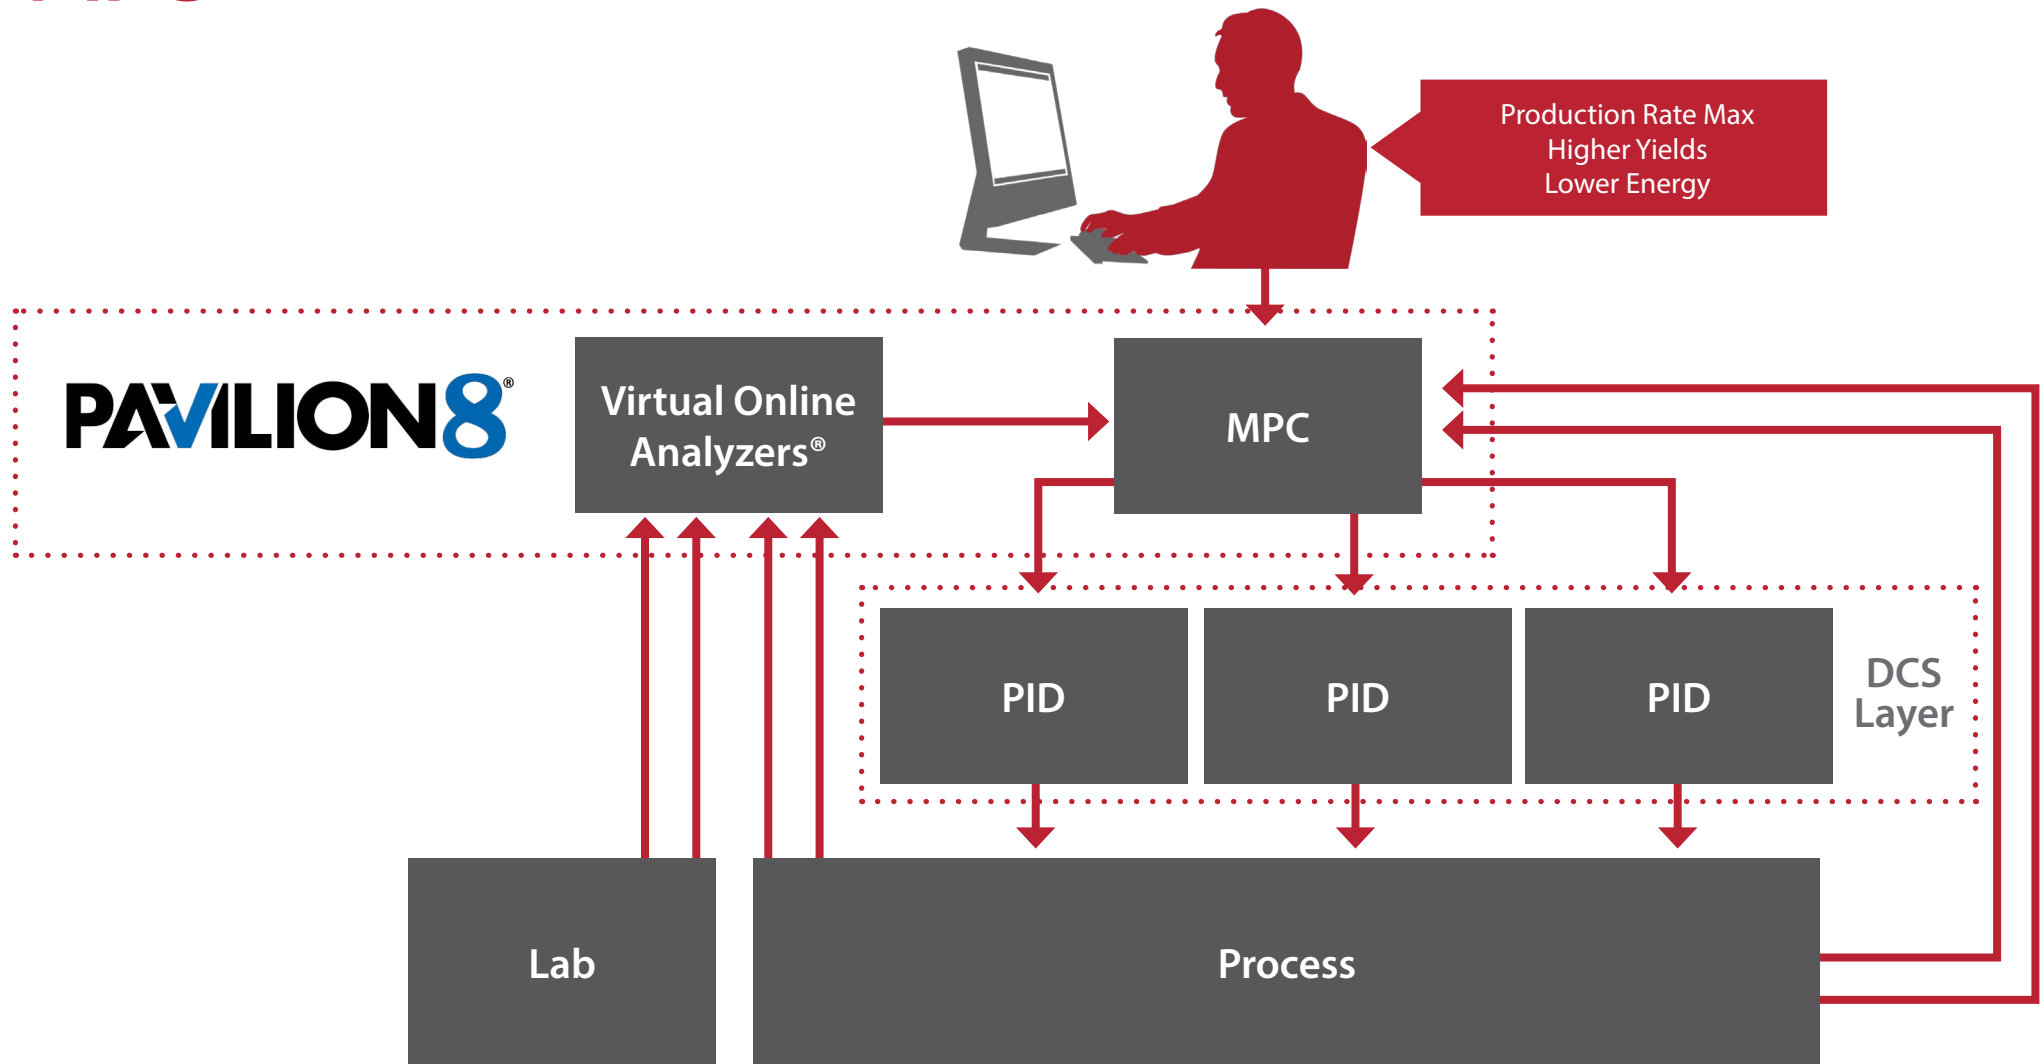 Production Rate Max
Higher Yields
Lower Energy
PAVILION8®
Virtual Online
Analyzers®
MPC
PID
PID
PID
DCS
Layer
Lab
Process